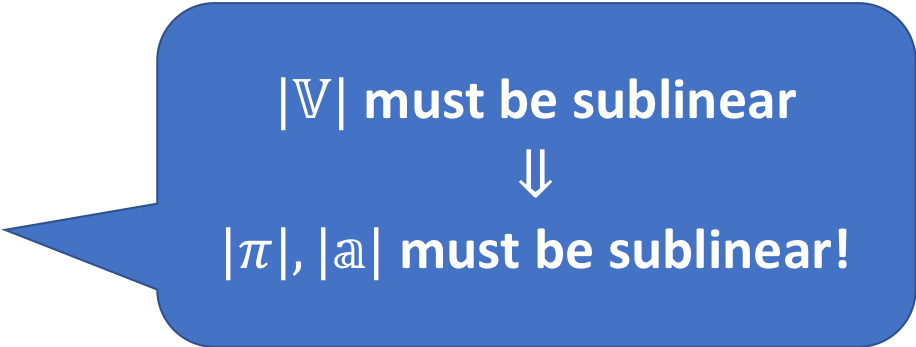 |𝕍| must be sublinear
⇓
|𝜋|, |𝕒| must be sublinear!